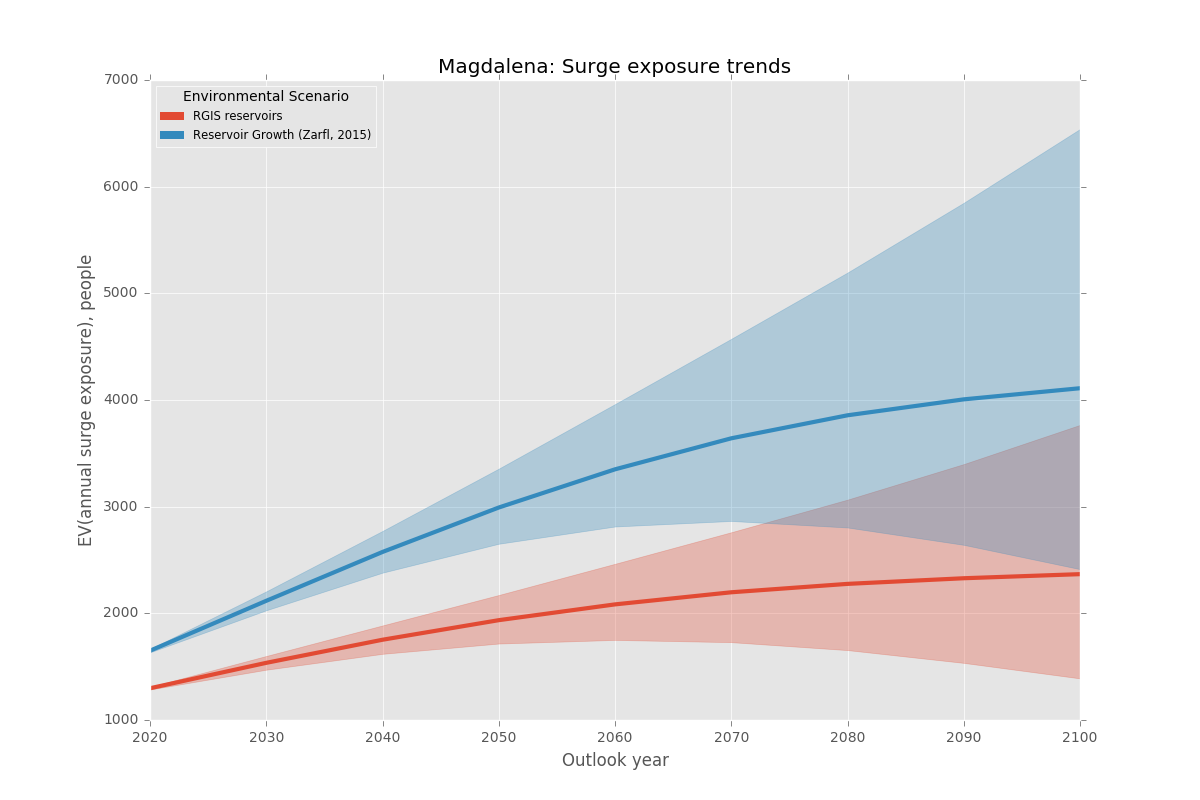 Magdalena: Surge exposure trends
Environmental Scenario
RGIS reservoirs
Reservoir Growth (Zarfl, 2015)
7000
6000
5000
4000
3000
2000
1000
EV(annual surge exposure), people
2020 2030 2040 2050 2060 2070 2080 2090 2100
Outlook year